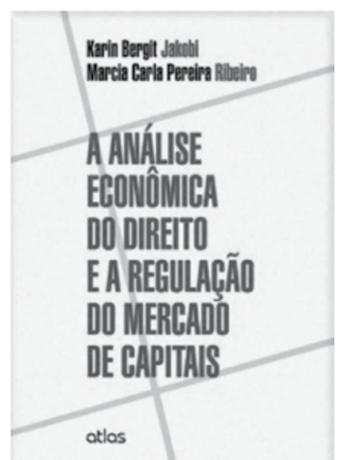 Karin Bergit Jakobi
Marcia Carla Pereira Ribeiro
A ANÁLISE
ECONÔMICA
DO DIREITO
E A REGULAÇÃO
DO MERCADO
DE CAPITAIS
atlas